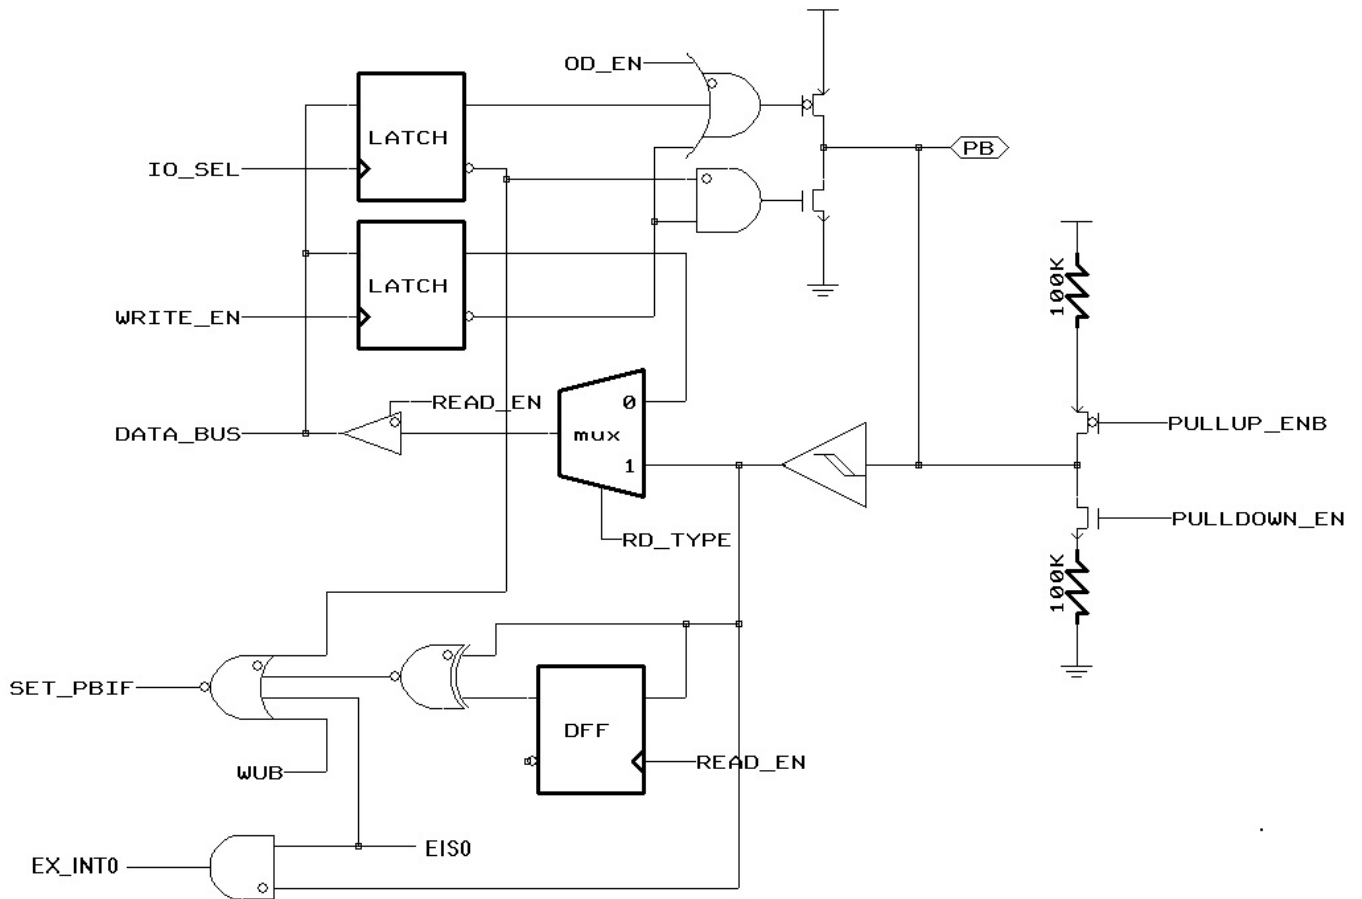 OD_EN
LATCH
IO_SEL
PB
LATCH
100K
WRITE_EN
READ_EN
0
DATA_BUS
mux
PULLUP_ENB
1
RD_TYPE
PULLDOWN_EN
100K
SET_PBIF
DFF
WUB
READ_EN
EIS0
EX_INT0